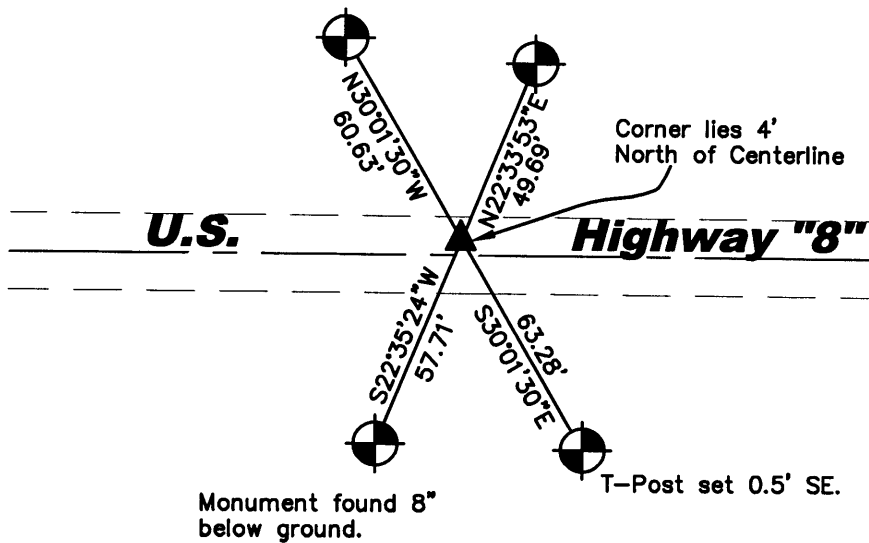 N30°01'30"W
60.63'
N22°33'53"E
49.69'
Corner lies 4'
North of Centerline
U.S.
Highway "8"
S22°35'24"W
57.71'
63.28'
S30°01'30"E
Monument found 8"
below ground.
T-Post set 0.5' SE.